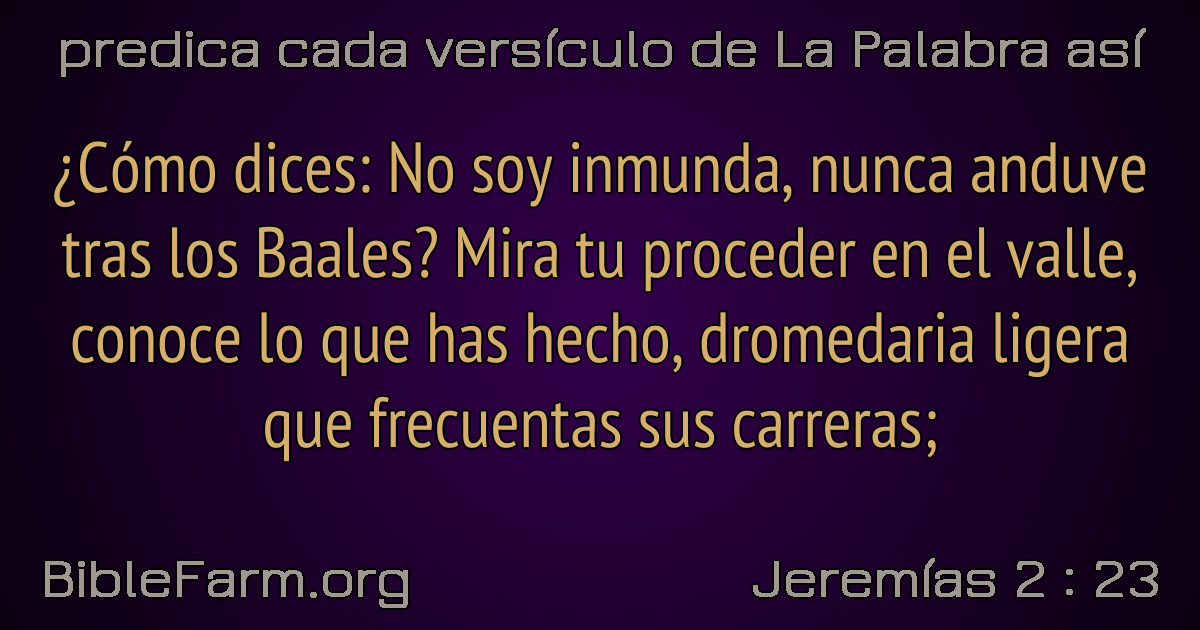 predica cada versículo de La Palabra así
¿Cómo dices: No soy inmunda, nunca anduve
tras los Baales? Mira tu proceder en el valle,
conoce lo que has hecho, dromedaria ligera
que frecuentas sus carreras;
BibleFarm.org
Jeremías 2 : 23